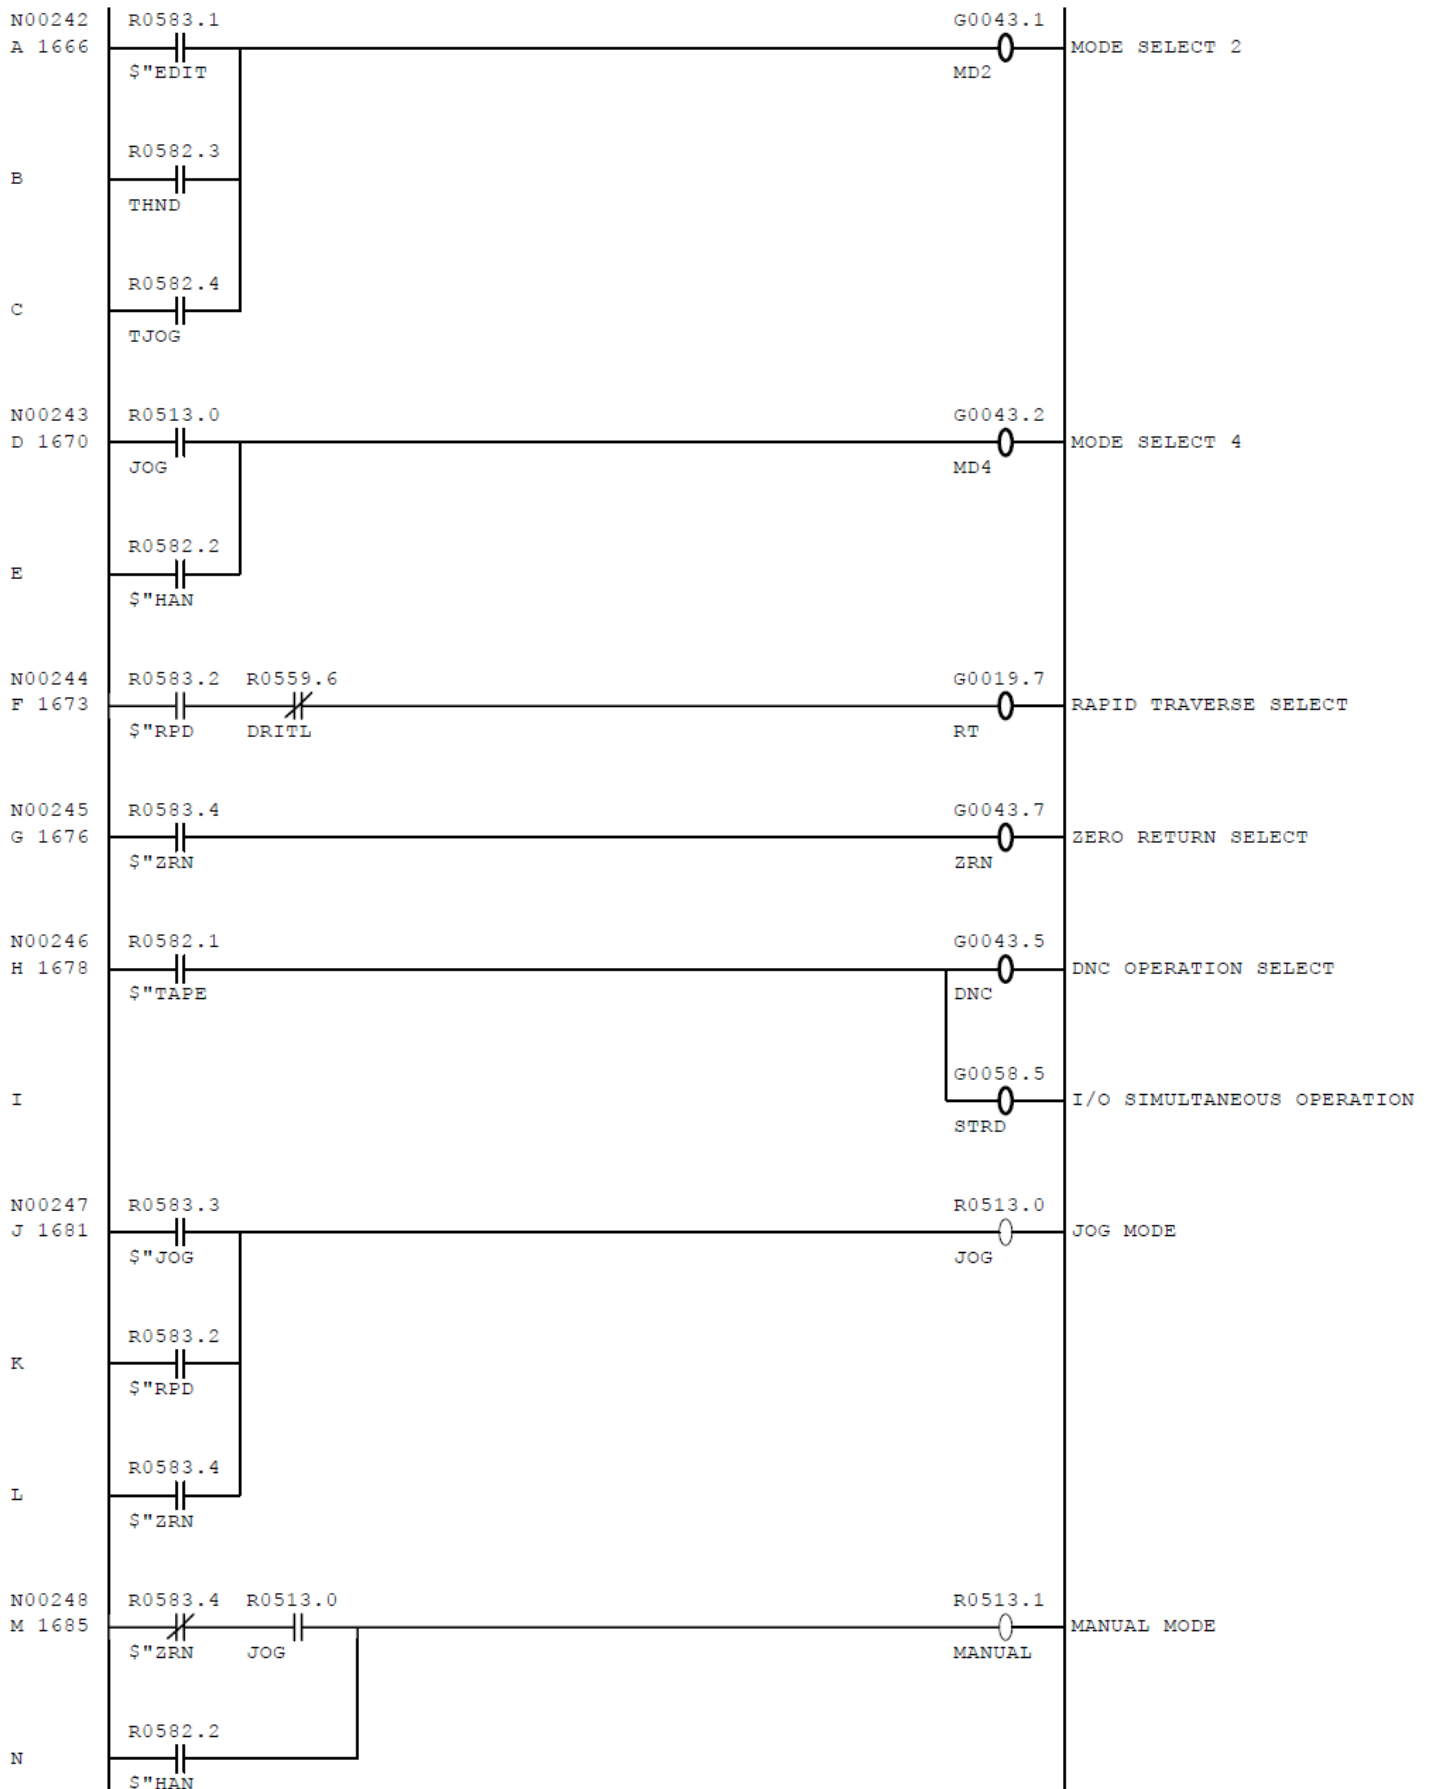 N00242 R0583.1 G0043.1
A 1666 MODE SELECT 2
$"EDIT MD2
R0582.3
B
THND
R0582.4
C
TJOG
N00243 R0513.0 G0043.2
D 1670 MODE SELECT 4
JOG MD4
R0582.2
E
$"HAN
N00244 R0583.2 R0559.6 G0019.7
F 1673 RAPID TRAVERSE SELECT
$"RPD DRITL RT
N00245 R0583.4 G0043.7
G 1676 ZERO RETURN SELECT
$"ZRN ZRN
N00246 R0582.1 G0043.5
H 1678 DNC OPERATION SELECT
$"TAPE DNC
G0058.5
I I/O SIMULTANEOUS OPERATION
STRD
N00247 R0583.3 R0513.0
J 1681 JOG MODE
$"JOG JOG
R0583.2
K
$"RPD
R0583.4
L
$"ZRN
N00248 R0583.4 R0513.0 R0513.1
M 1685 MANUAL MODE
$"ZRN JOG MANUAL
R0582.2
N
$"HAN